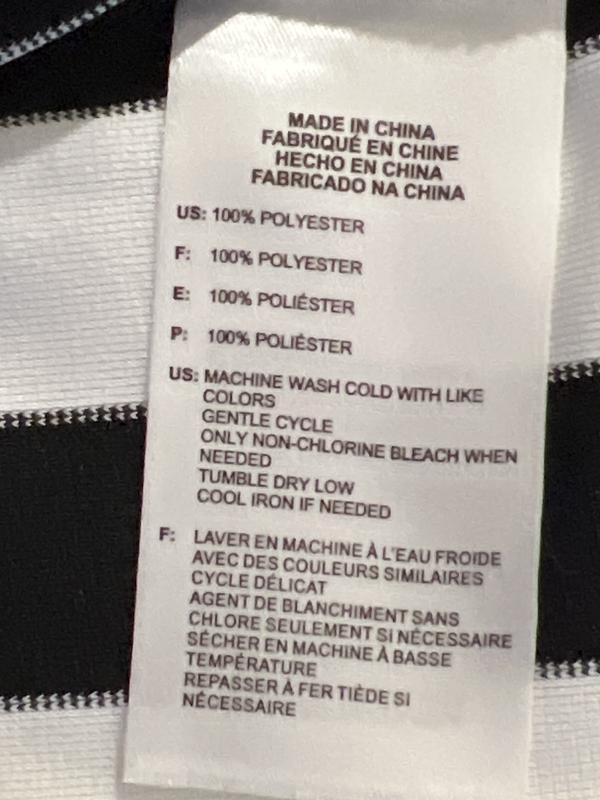 MADE IN CHINA
FABRIQUÉ EN CHINE
HECHO EN CHINA
FABRICADO NA CHINA
US: 100% POLYESTER
F: 100% POLYESTER
E: 100% POLIÉSTER
P: 100% POLIÉSTER
US: MACHINE WASH COLD WITH LIKE
COLORS
GENTLE CYCLE
ONLY NON-CHLORINE BLEACH WHEN
NEEDED
TUMBLE DRY LOW
COOL IRON IF NEEDED
F: LAVER EN MACHINE À L'EAU FROIDE
AVEC DES COULEURS SIMILAIRES
CYCLE DÉLICAT
AGENT DE BLANCHIMENT SANS
CHLORE SEULEMENT SI NÉCESSAIRE
SÉCHER EN MACHINE À BASSE
TEMPÉRATURE
REPASSER À FER TIÈDE SI
NÉCESSAIRE